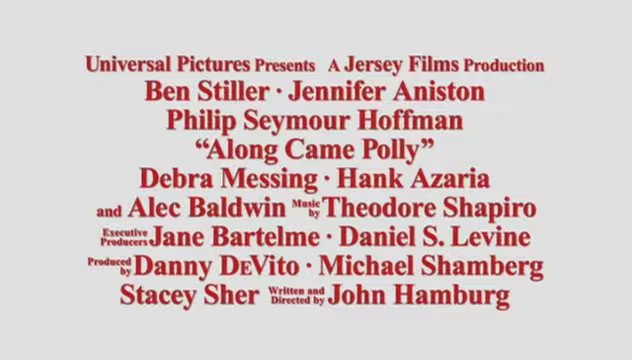 Universal Pictures Presents A Jersey Films Production
Ben Stiller · Jennifer Aniston
Philip Seymour Hoffman
“Along Came Polly”
Debra Messing · Hank Azaria
and Alec Baldwin Music by Theodore Shapiro
Executive Producers Jane Bartelme · Daniel S. Levine
Produced by Danny DeVito · Michael Shamberg
Stacey Sher Written and Directed by John Hamburg